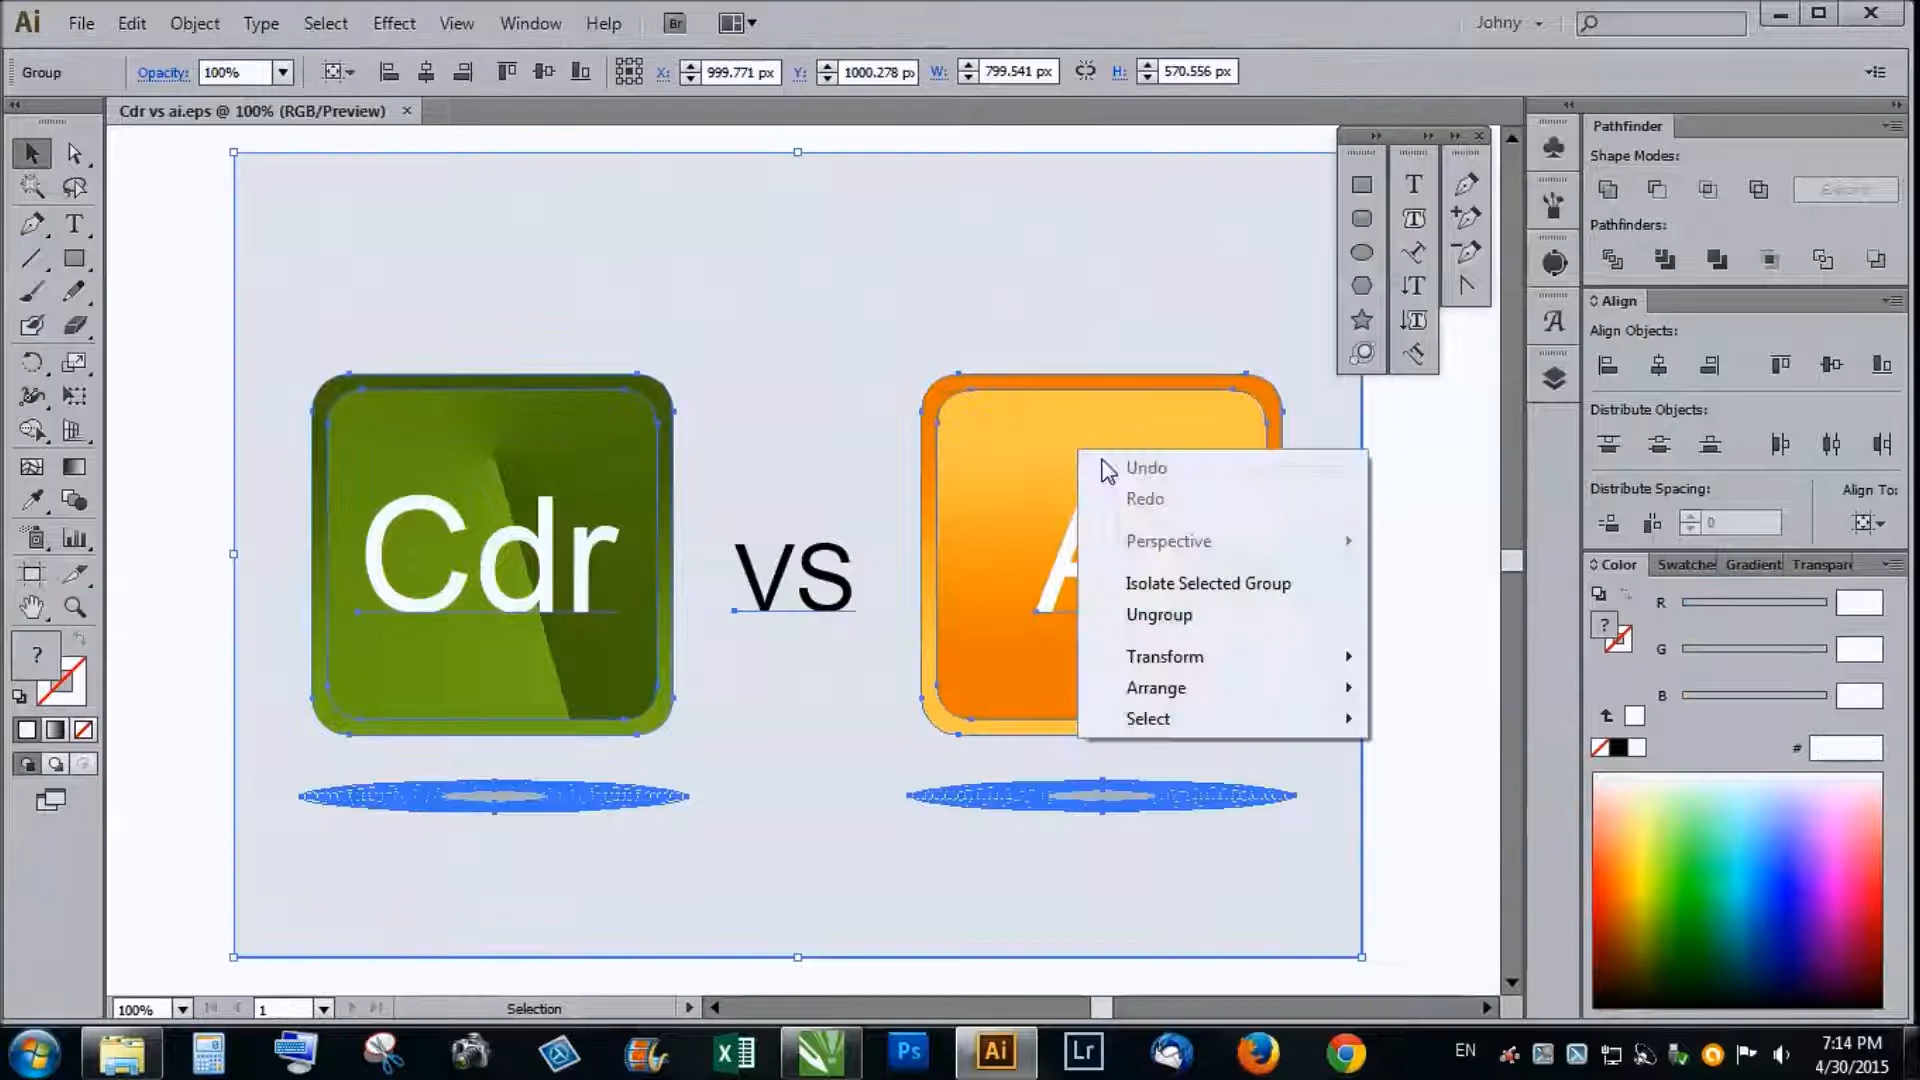 Ai File Edit Object Type Select Effect View Window Help Br Johny
Group Opacity: 100% X: 999.771 px Y: 1000.278 px W: 799.541 px H: 570.556 px
Cdr vs ai.eps @ 100% (RGB/Preview)
Cdr
VS
Undo
Redo
Perspective
Isolate Selected Group
Ungroup
Transform
Arrange
Select
Pathfinder
Shape Modes:
Pathfinders:
Align
Align Objects:
Distribute Objects:
Distribute Spacing: Align To:
0
Color Swatche Gradient Transpar
R
G
B
#
100% 1 Selection
Ps Ai Lr EN
7:14 PM
4/30/2015